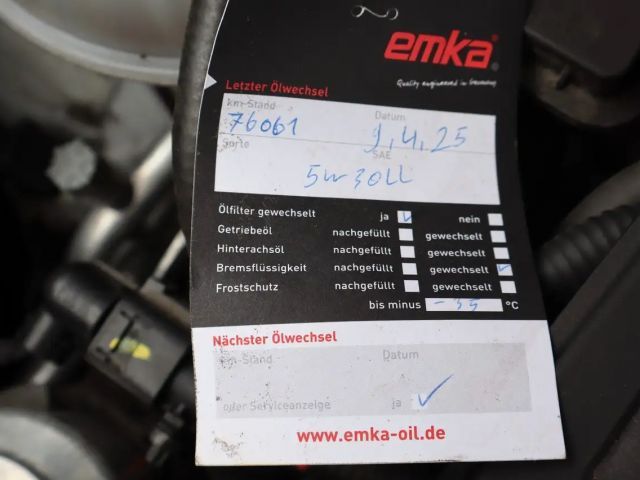 emka
Quality engineered in Germany
Letzter Ölwechsel
km-Stand Datum
76061 9,4,25
Sorte SAE
5w30LL
Ölfilter gewechselt ja nein
Getriebeöl nachgefüllt gewechselt
Hinterachsöl nachgefüllt gewechselt
Bremsflüssigkeit nachgefüllt gewechselt
Frostschutz nachgefüllt gewechselt
bis minus -35 °C
Nächster Ölwechsel
km-Stand Datum
oder Serviceanzeige ja
www.emka-oil.de